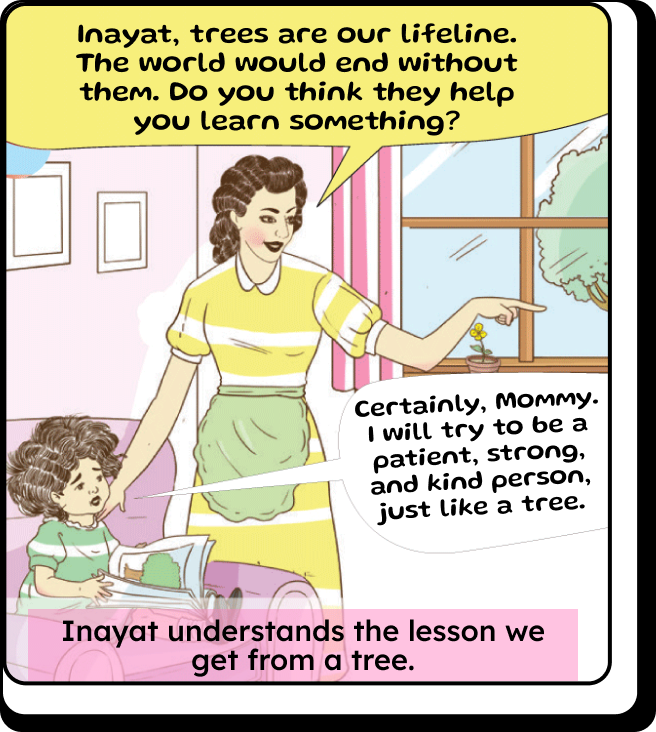 Inayat, trees are our lifeline.
The world would end without
them. Do you think they help
you learn something?
Certainly, Mommy.
I will try to be a
patient, strong,
and kind person,
just like a tree.
Inayat understands the lesson we
get from a tree.